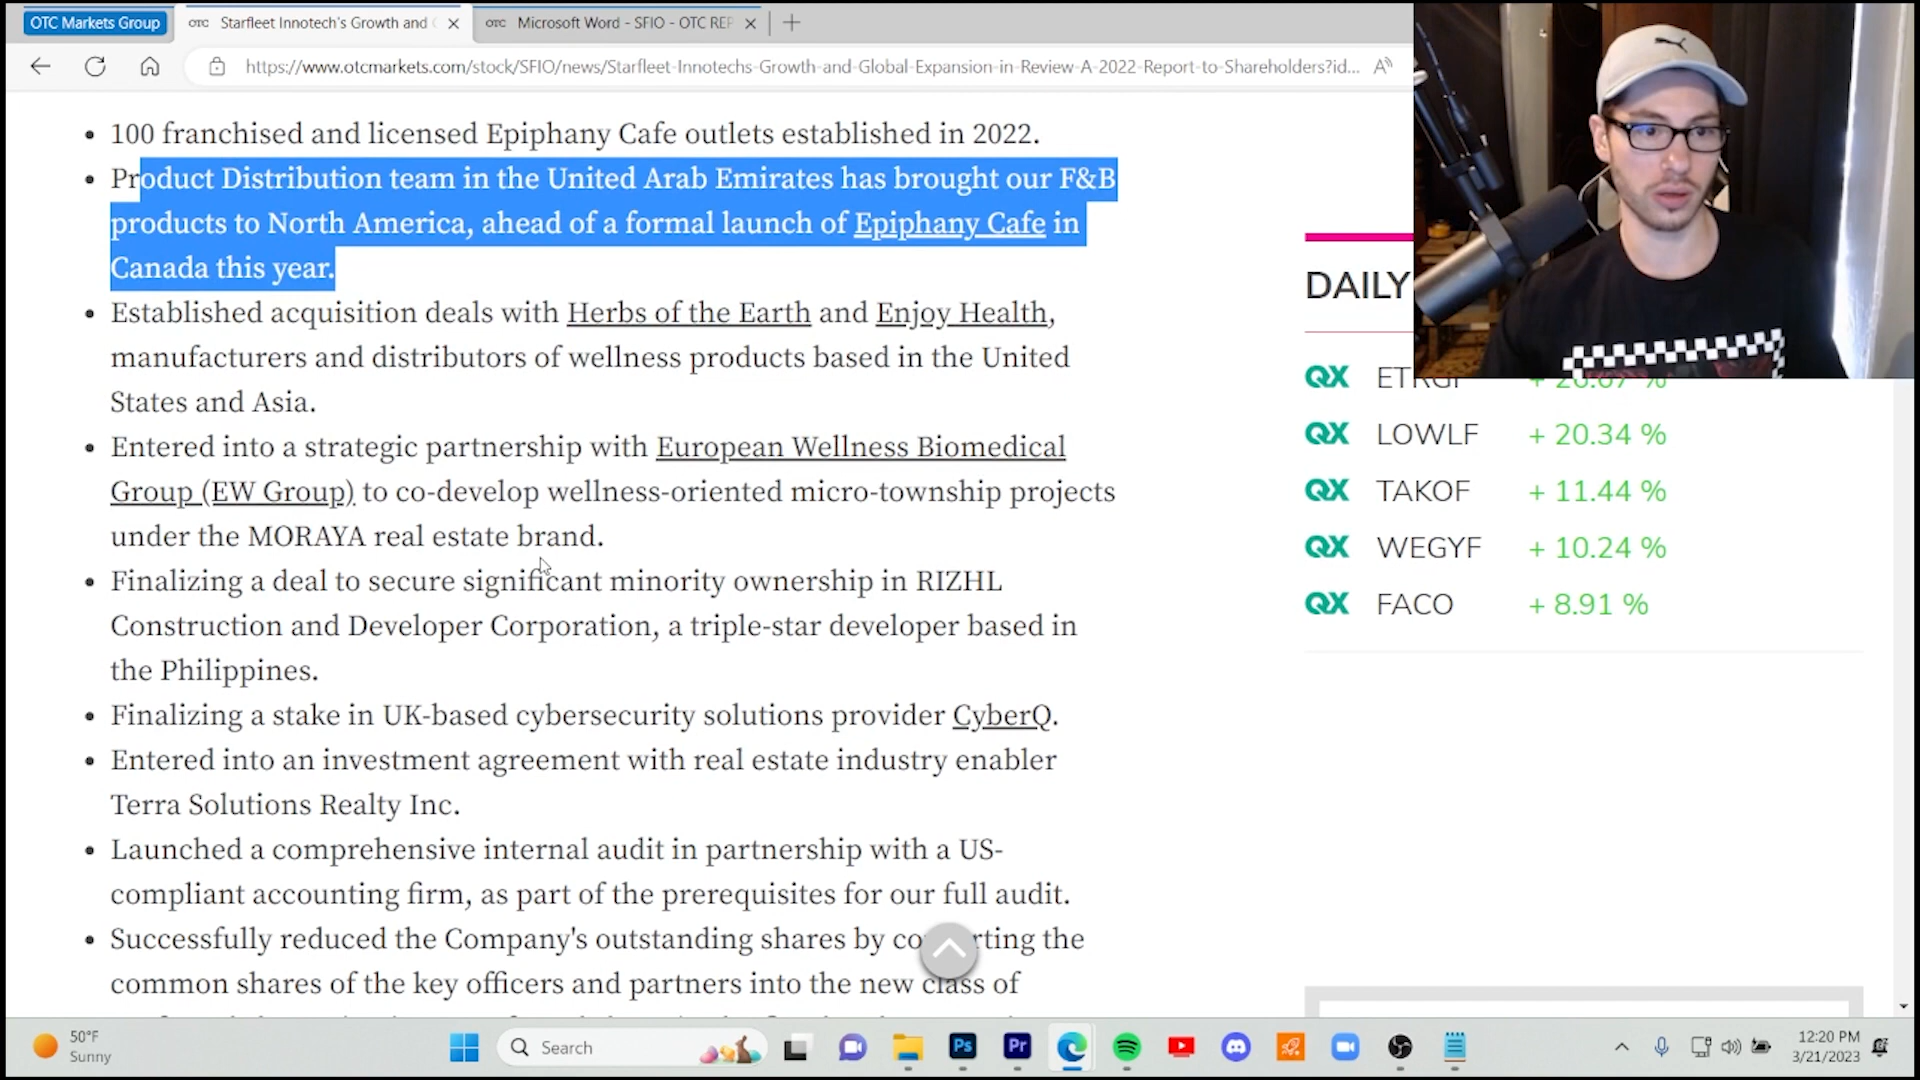 OTC Markets Group
OTC Starfleet Innotech's Growth and
OTC Microsoft Word - SFIO - OTC REP
https://www.otcmarkets.com/stock/SFIO/news/Starfleet-Innotechs-Growth-and-Global-Expansion-in-Review-A-2022-Report-to-Shareholders?id...
• 100 franchised and licensed Epiphany Cafe outlets established in 2022.
• Product Distribution team in the United Arab Emirates has brought our F&B
products to North America, ahead of a formal launch of Epiphany Cafe in
Canada this year.
• Established acquisition deals with Herbs of the Earth and Enjoy Health,
manufacturers and distributors of wellness products based in the United
States and Asia.
• Entered into a strategic partnership with European Wellness Biomedical
Group (EW Group) to co-develop wellness-oriented micro-township projects
under the MORAYA real estate brand.
• Finalizing a deal to secure significant minority ownership in RIZHL
Construction and Developer Corporation, a triple-star developer based in
the Philippines.
• Finalizing a stake in UK-based cybersecurity solutions provider CyberQ.
• Entered into an investment agreement with real estate industry enabler
Terra Solutions Realty Inc.
• Launched a comprehensive internal audit in partnership with a US-
compliant accounting firm, as part of the prerequisites for our full audit.
• Successfully reduced the Company's outstanding shares by co rting the
common shares of the key officers and partners into the new class of
DAILY
QX
QX LOWLF + 20.34 %
QX TAKOF + 11.44 %
QX WEGYF + 10.24 %
QX FACO + 8.91 %
50°F
Sunny
Search
Ps
Pr
12:20 PM
3/21/2023